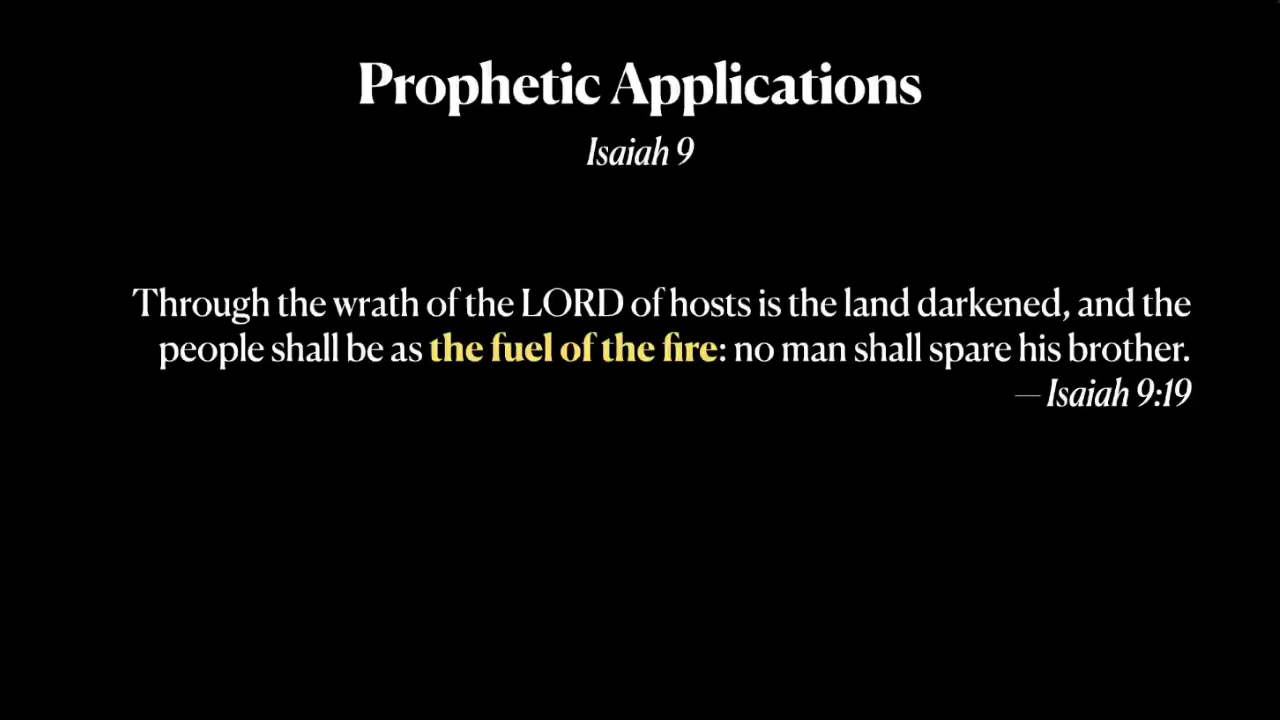 Prophetic Applications
Isaiah 9
Through the wrath of the LORD of hosts is the land darkened, and the
people shall be as the fuel of the fire: no man shall spare his brother.
— Isaiah 9:19